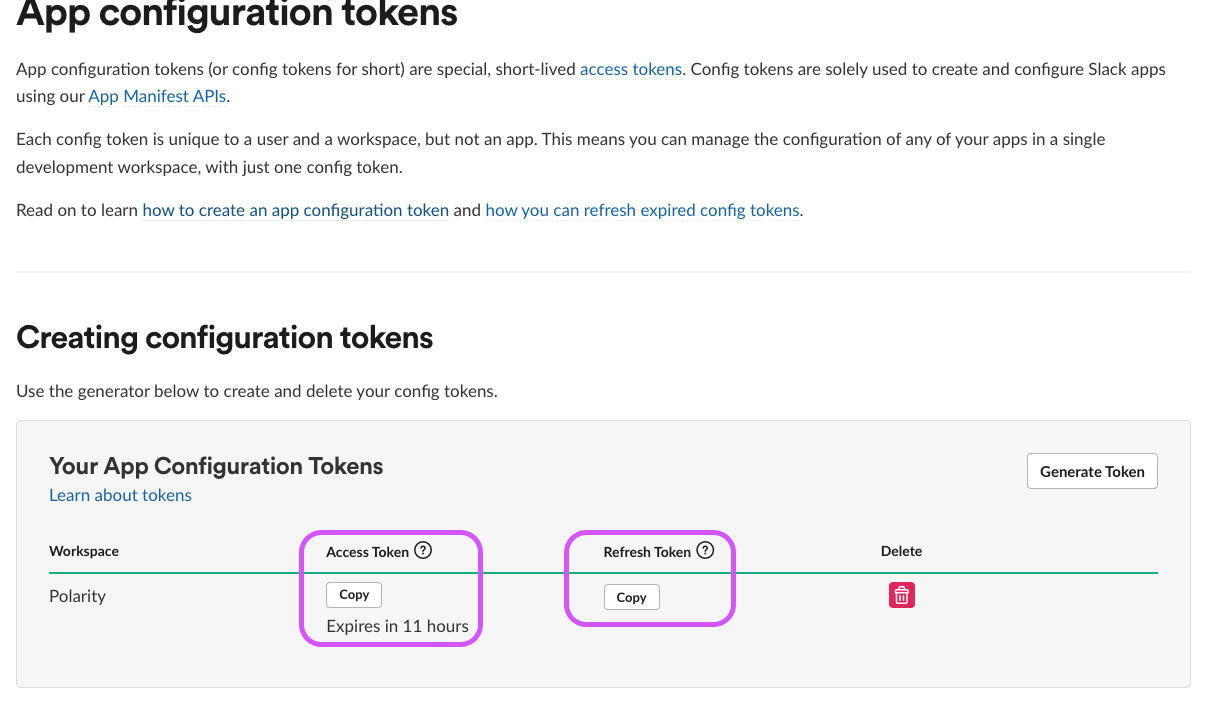 App configuration tokens
App configuration tokens (or config tokens for short) are special, short-lived access tokens. Config tokens are solely used to create and configure Slack apps
using our App Manifest APIs.
Each config token is unique to a user and a workspace, but not an app. This means you can manage the configuration of any of your apps in a single
development workspace, with just one config token.
Read on to learn how to create an app configuration token and how you can refresh expired config tokens.
Creating configuration tokens
Use the generator below to create and delete your config tokens.
Your App Configuration Tokens
Generate Token
Learn about tokens
Workspace Access Token ? Refresh Token ? Delete
Polarity Copy Copy
Expires in 11 hours